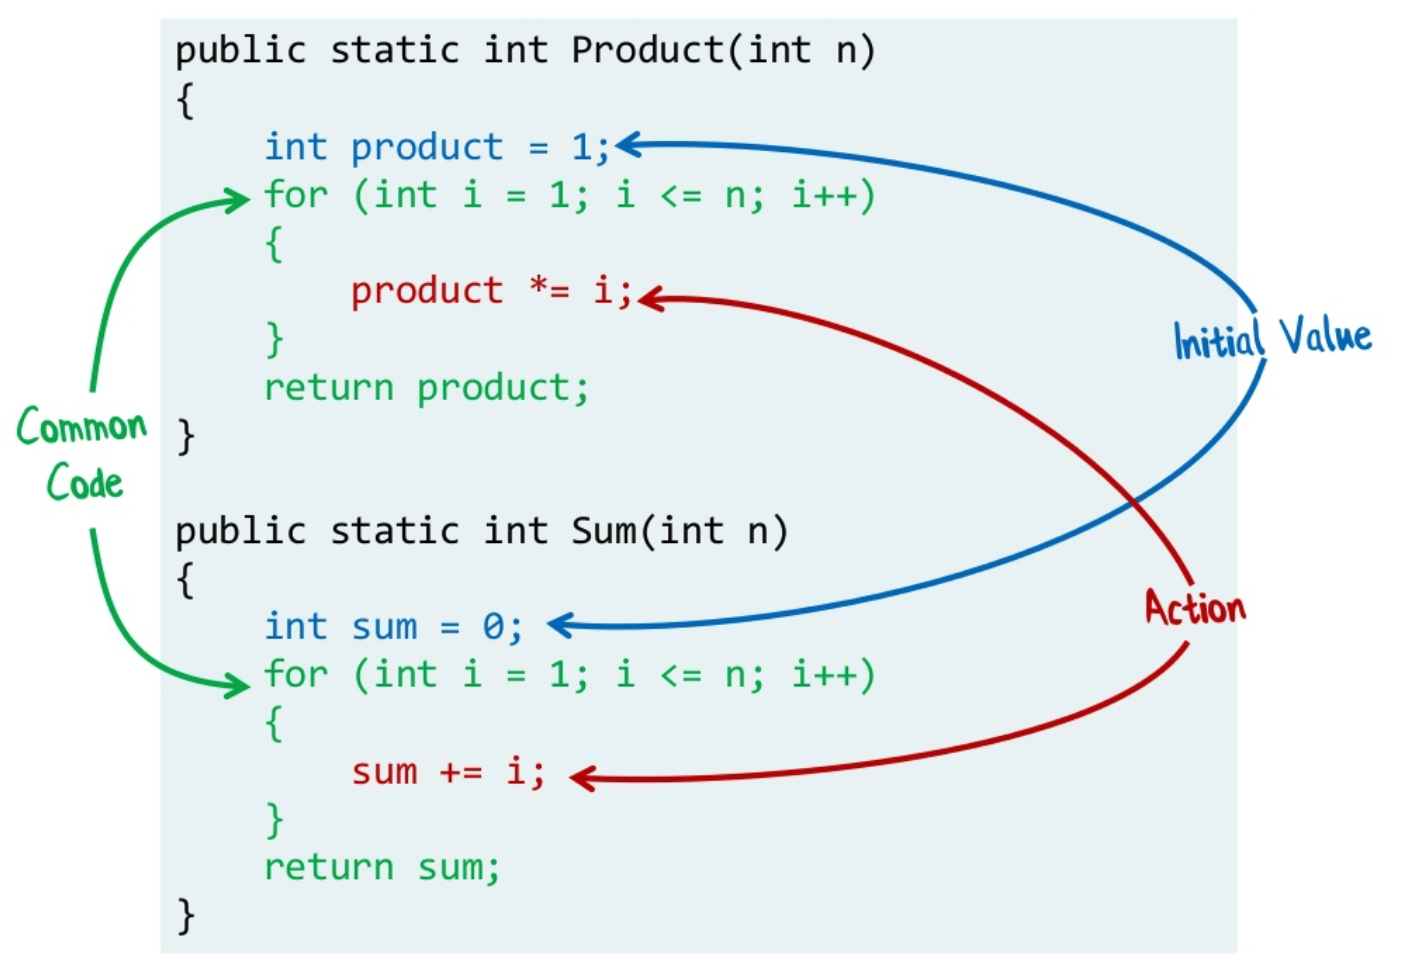 public static int Product(int n)
{
    int product = 1;
    for (int i = 1; i <= n; i++)
    {
        product *= i;
    }
    return product;
}
public static int Sum(int n)
{
    int sum = 0;
    for (int i = 1; i <= n; i++)
    {
        sum += i;
    }
    return sum;
}
Common
Code
Initial Value
Action